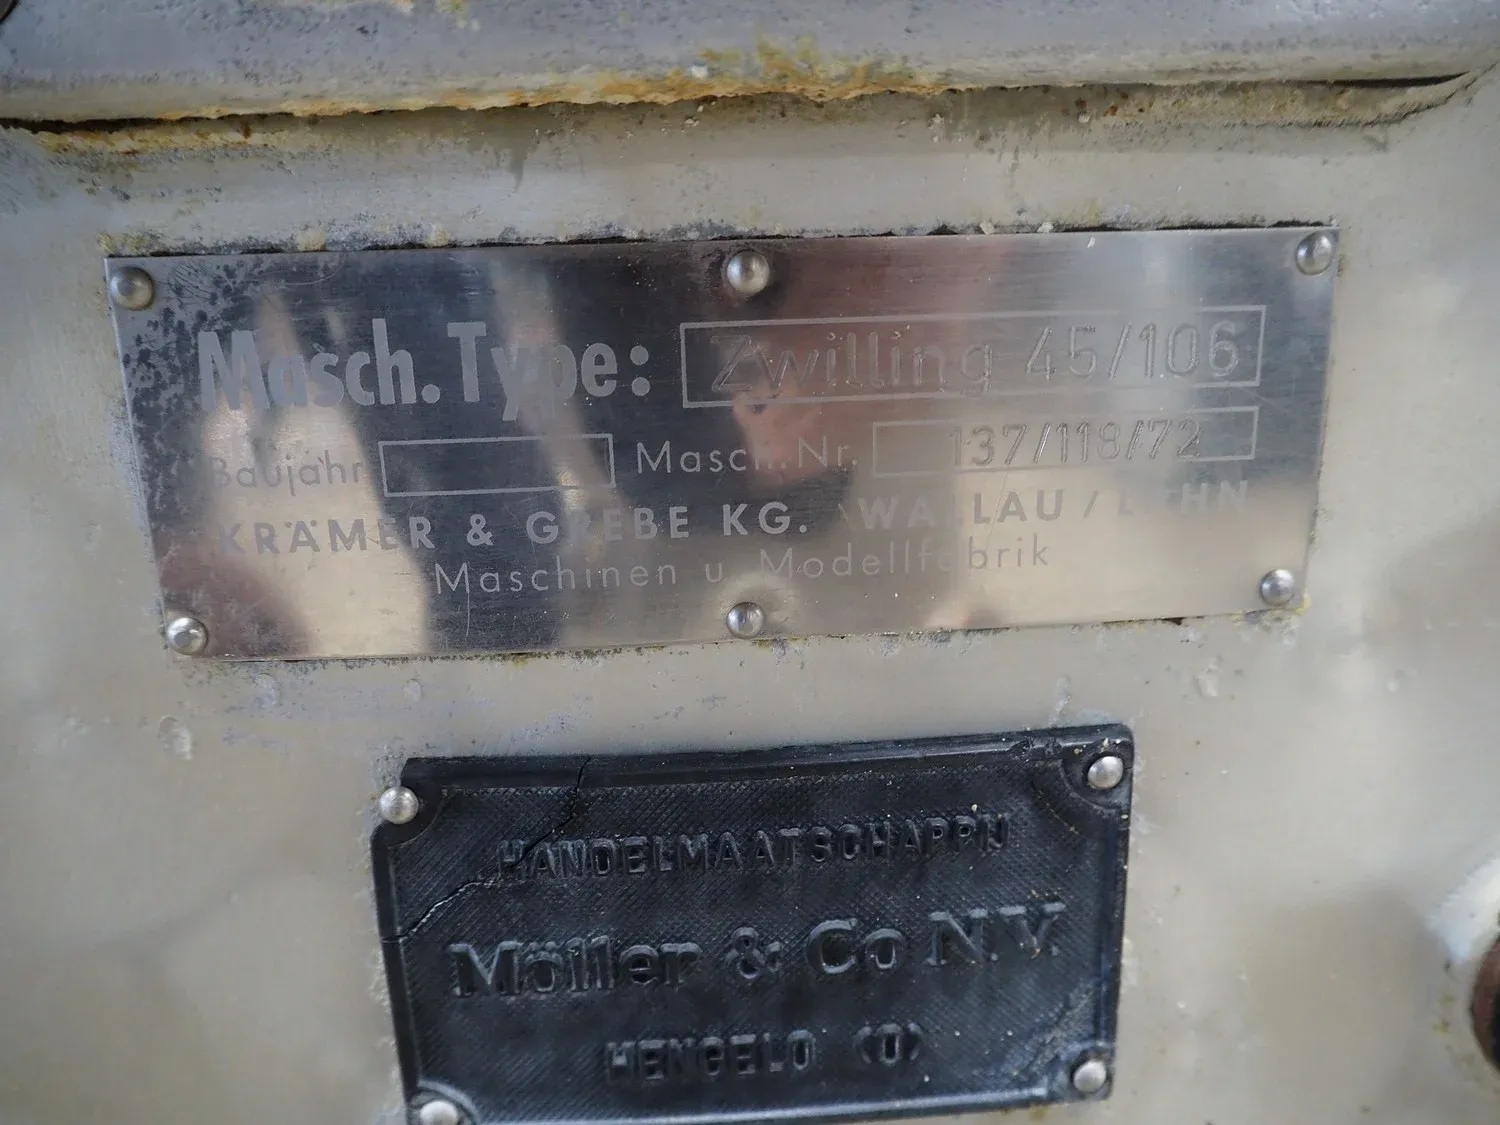 Masch. Type: Zwilling 45/106
Baujahr Masch. Nr. 137/118/72
KRÄMER & GREBE KG. WALLAU / LAHN
Maschinen u. Modellfabrik
HANDELMAATSCHAPPIJ
Möller & Co N.V.
HENGELO (O)